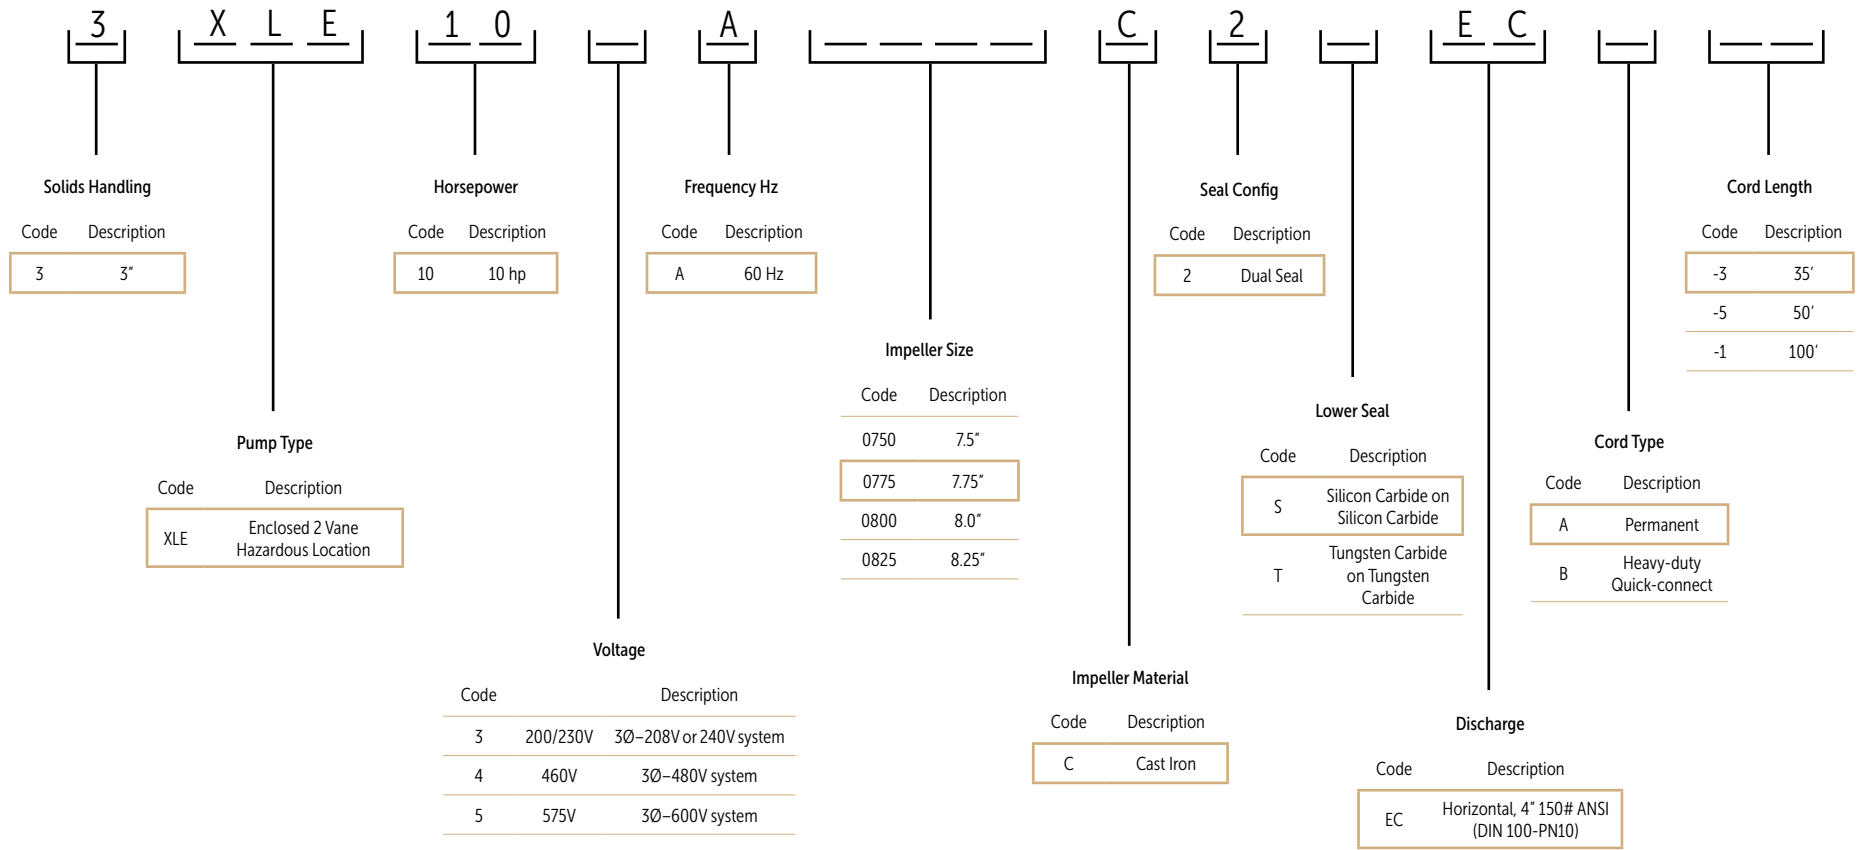 3 X L E 1 0 _ A _ _ _ _ C 2 _ E C _ _ _
Solids Handling
Code Description
3 3″
Pump Type
Code Description
XLE Enclosed 2 Vane
Hazardous Location
Horsepower
Code Description
10 10 hp
Voltage
Code Description
3 200/230V 3Ø–208V or 240V system
4 460V 3Ø–480V system
5 575V 3Ø–600V system
Frequency Hz
Code Description
A 60 Hz
Impeller Size
Code Description
0750 7.5″
0775 7.75″
0800 8.0″
0825 8.25″
Impeller Material
Code Description
C Cast Iron
Seal Config
Code Description
2 Dual Seal
Lower Seal
Code Description
S Silicon Carbide on
Silicon Carbide
T Tungsten Carbide
on Tungsten
Carbide
Discharge
Code Description
EC Horizontal, 4″ 150# ANSI
(DIN 100-PN10)
Cord Type
Code Description
A Permanent
B Heavy-duty
Quick-connect
Cord Length
Code Description
-3 35′
-5 50′
-1 100′